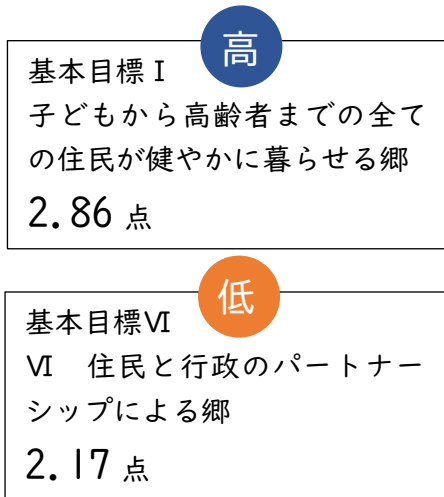 高
基本目標Ⅰ
子どもから高齢者までの全て
の住民が健やかに暮らせる郷
2.86 点
低
基本目標Ⅵ
Ⅵ　住民と行政のパートナー
シップによる郷
2.17 点